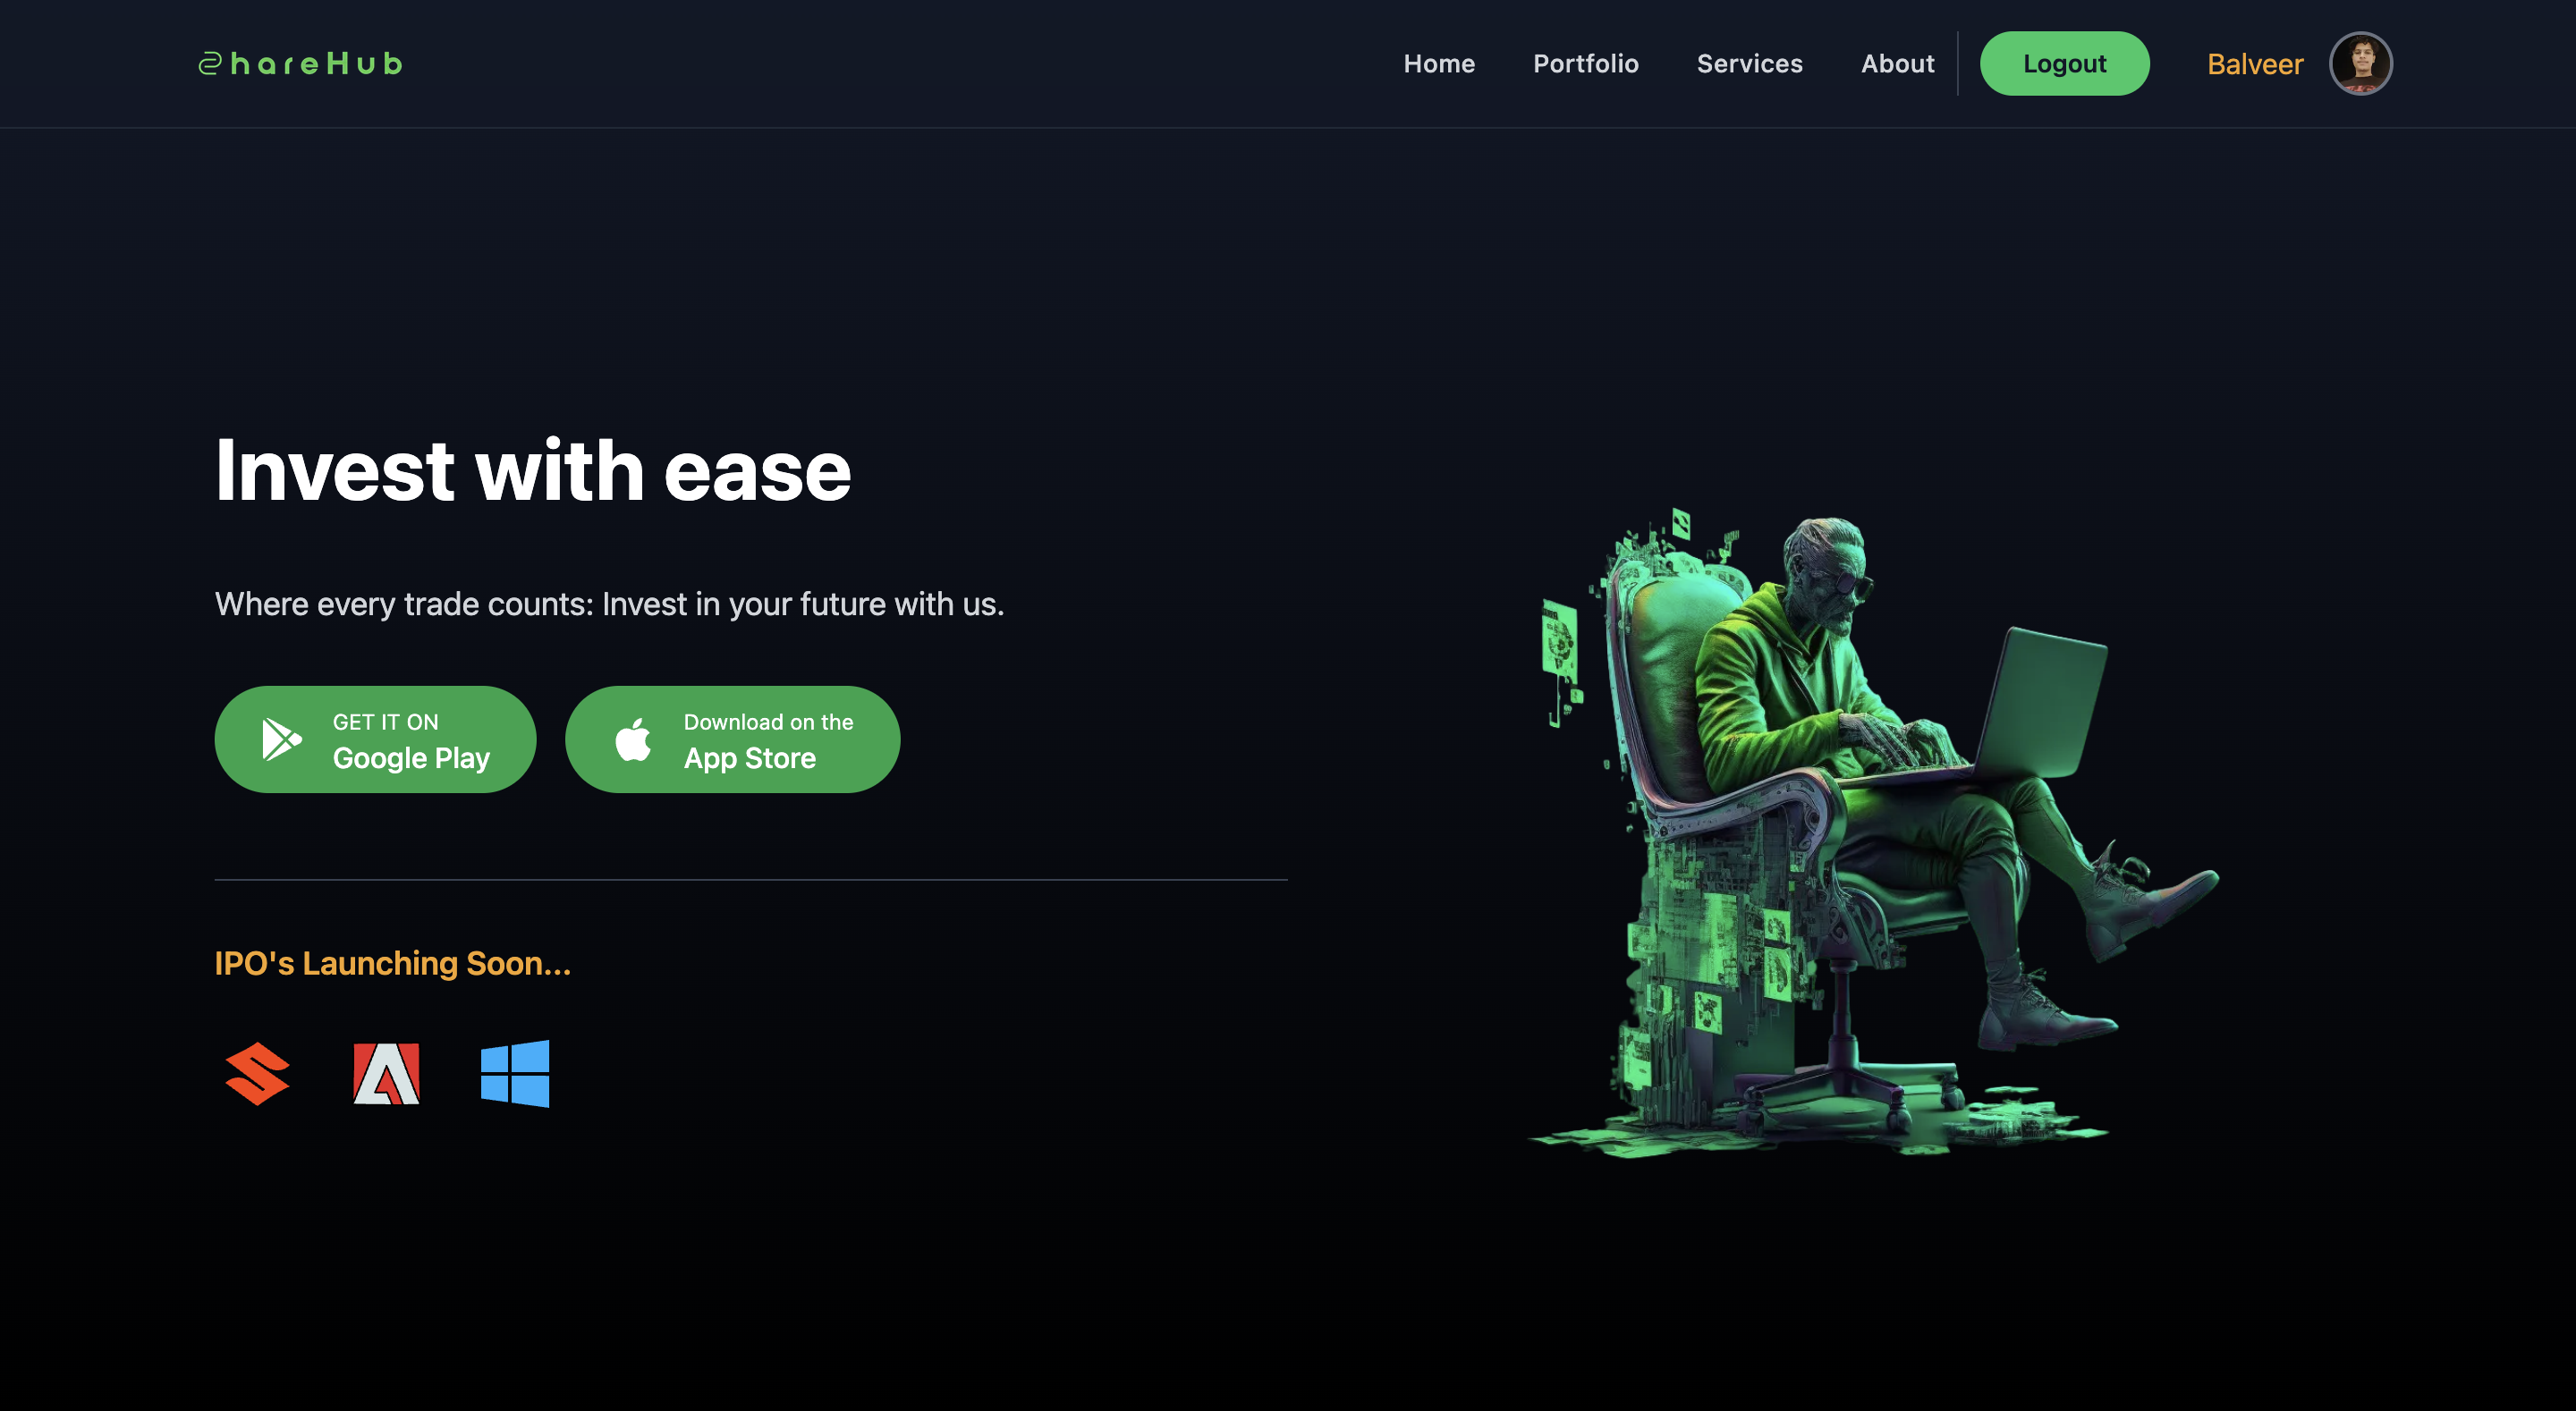 ShareHub
Home
Portfolio
Services
About
Logout
Balveer
Invest with ease
Where every trade counts: Invest in your future with us.
GET IT ON
Google Play
Download on the
App Store
IPO's Launching Soon...